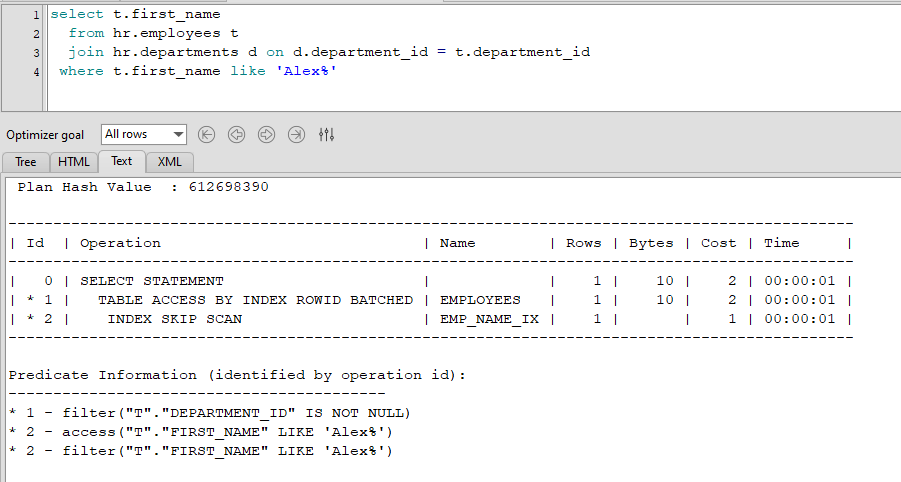 1 select t.first_name
2   from hr.employees t
3   join hr.departments d on d.department_id = t.department_id
4  where t.first_name like 'Alex%'
Optimizer goal All rows
Tree HTML Text XML
Plan Hash Value  : 612698390
----------------------------------------------------------------------------------------------
| Id  | Operation                             | Name         | Rows | Bytes | Cost | Time     |
----------------------------------------------------------------------------------------------
|   0 | SELECT STATEMENT                      |              |    1 |    10 |    2 | 00:00:01 |
| * 1 |   TABLE ACCESS BY INDEX ROWID BATCHED | EMPLOYEES    |    1 |    10 |    2 | 00:00:01 |
| * 2 |    INDEX SKIP SCAN                    | EMP_NAME_IX |    1 |       |    1 | 00:00:01 |
----------------------------------------------------------------------------------------------
Predicate Information (identified by operation id):
------------------------------------------
* 1 - filter("T"."DEPARTMENT_ID" IS NOT NULL)
* 2 - access("T"."FIRST_NAME" LIKE 'Alex%')
* 2 - filter("T"."FIRST_NAME" LIKE 'Alex%')